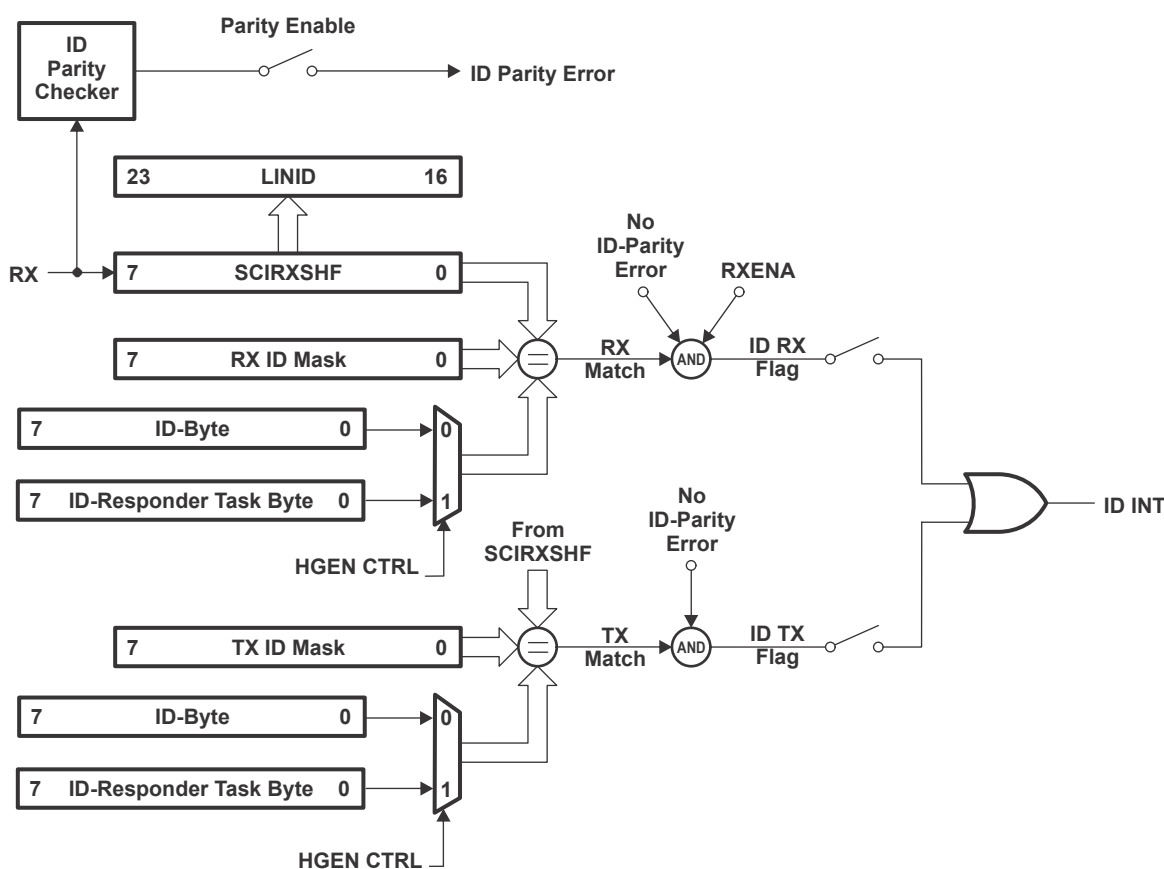 Parity Enable
ID
Parity
Checker
ID Parity Error
23 LINID 16
RX
7 SCIRXSHF 0
No
ID-Parity
Error
RXENA
7 RX ID Mask 0
=
RX
Match
AND
ID RX
Flag
7 ID-Byte 0
0
7 ID-Responder Task Byte 0
1
HGEN CTRL
From
SCIRXSHF
No
ID-Parity
Error
ID INT
7 TX ID Mask 0
=
TX
Match
AND
ID TX
Flag
7 ID-Byte 0
0
7 ID-Responder Task Byte 0
1
HGEN CTRL